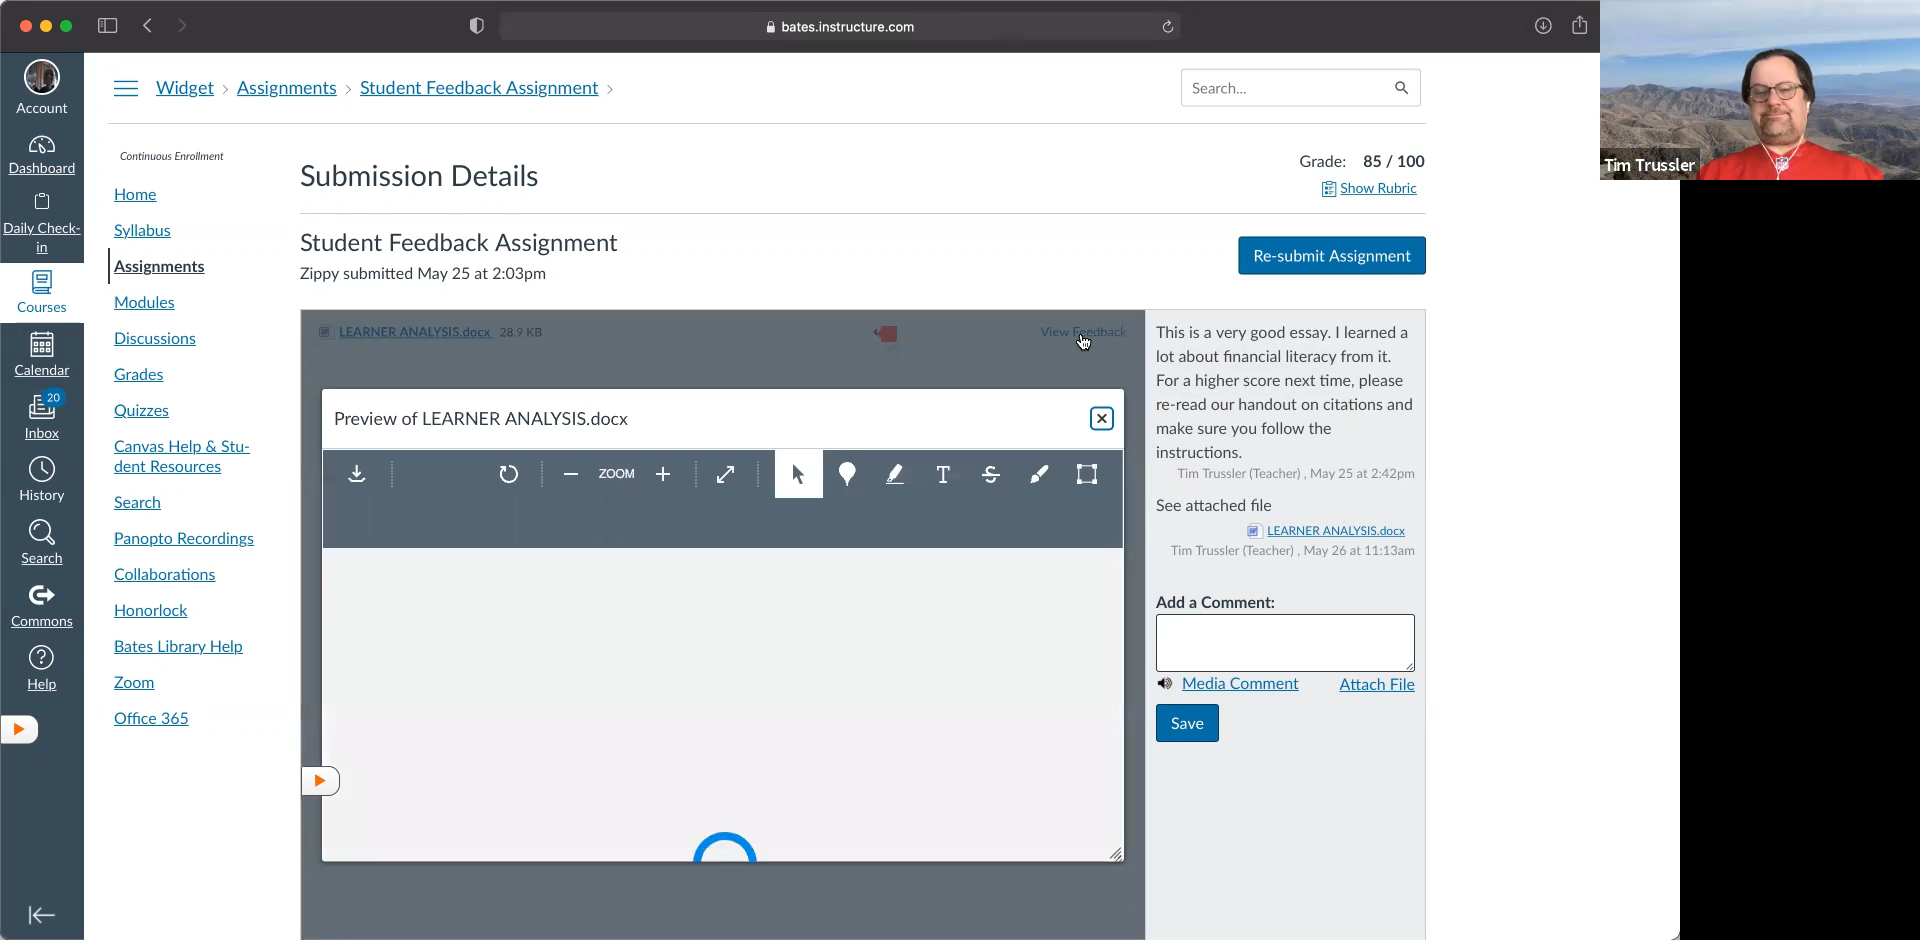 bates.instructure.com
Account
Dashboard
Daily Check-
in
Courses
Calendar
20
Inbox
History
Search
Commons
Help
Widget > Assignments > Student Feedback Assignment >
Search...
Continuous Enrollment
Home
Syllabus
Assignments
Modules
Discussions
Grades
Quizzes
Canvas Help & Stu-
dent Resources
Search
Panopto Recordings
Collaborations
Honorlock
Bates Library Help
Zoom
Office 365
Submission Details
Grade: 85 / 100
Show Rubric
Student Feedback Assignment
Zippy submitted May 25 at 2:03pm
Re-submit Assignment
LEARNER ANALYSIS.docx 28.9 KB
View Feedback
Preview of LEARNER ANALYSIS.docx
ZOOM
This is a very good essay. I learned a
lot about financial literacy from it.
For a higher score next time, please
re-read our handout on citations and
make sure you follow the
instructions.
Tim Trussler (Teacher) , May 25 at 2:42pm
See attached file
LEARNER ANALYSIS.docx
Tim Trussler (Teacher) , May 26 at 11:13am
Add a Comment:
Media Comment
Attach File
Save
Tim Trussler